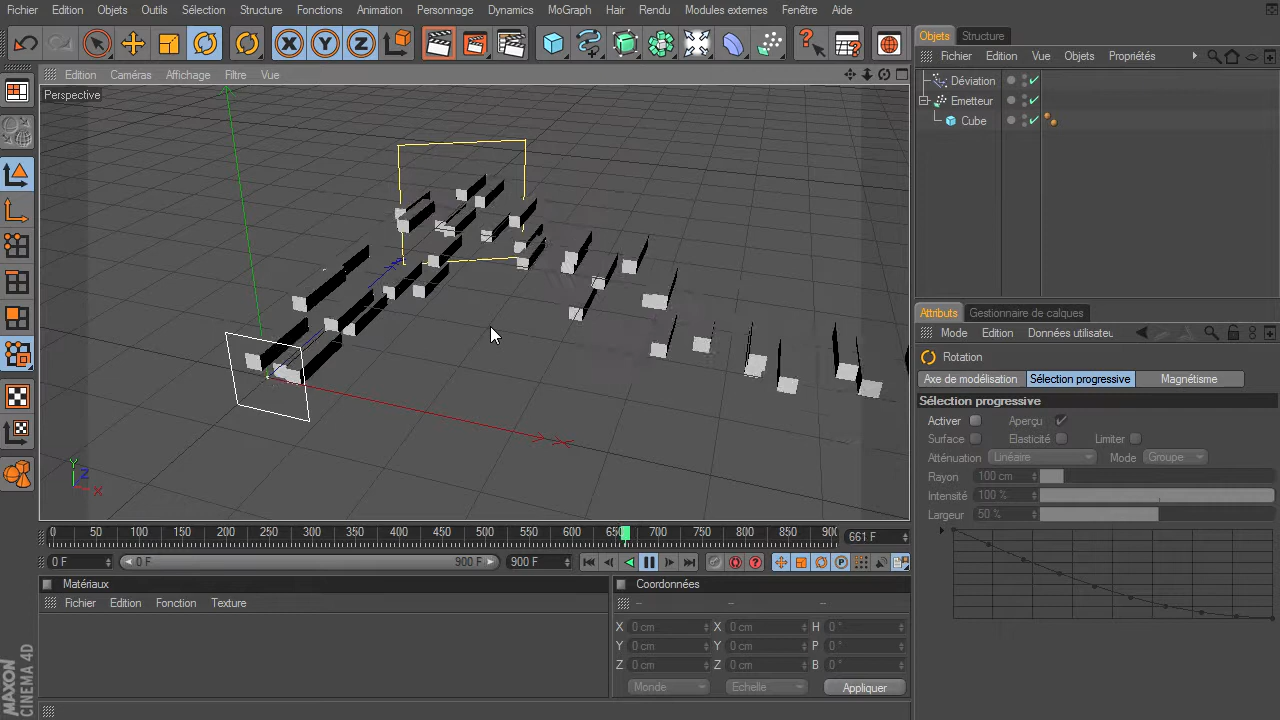 Fichier Edition Objets Outils Sélection Structure Fonctions Animation Personnage Dynamics MoGraph Hair Rendu Modules externes Fenêtre Aide
X Y Z
Objets Structure
Edition Caméras Affichage Filtre Vue
Fichier Edition Vue Objets Propriétés
Perspective
Déviation
Emetteur
Cube
Attributs Gestionnaire de calques
Mode Edition Données utilisateu
Rotation
Axe de modélisation Sélection progressive Magnétisme
Sélection progressive
Activer Aperçu
Surface Elasticité Limiter
Atténuation Linéaire Mode Groupe
Rayon 100 cm
Intensité 100 %
Largeur 50 %
Y Z X
0 50 100 150 200 250 300 350 400 450 500 550 600 650 700 750 800 850 900 661 F
0 F 0 F 900 F 900 F
Matériaux
Fichier Edition Fonction Texture
Coordonnées
-- -- --
X 0 cm X 0 cm H 0 °
Y 0 cm Y 0 cm P 0 °
Z 0 cm Z 0 cm B 0 °
Monde Echelle Appliquer
MAXON
CINEMA 4D